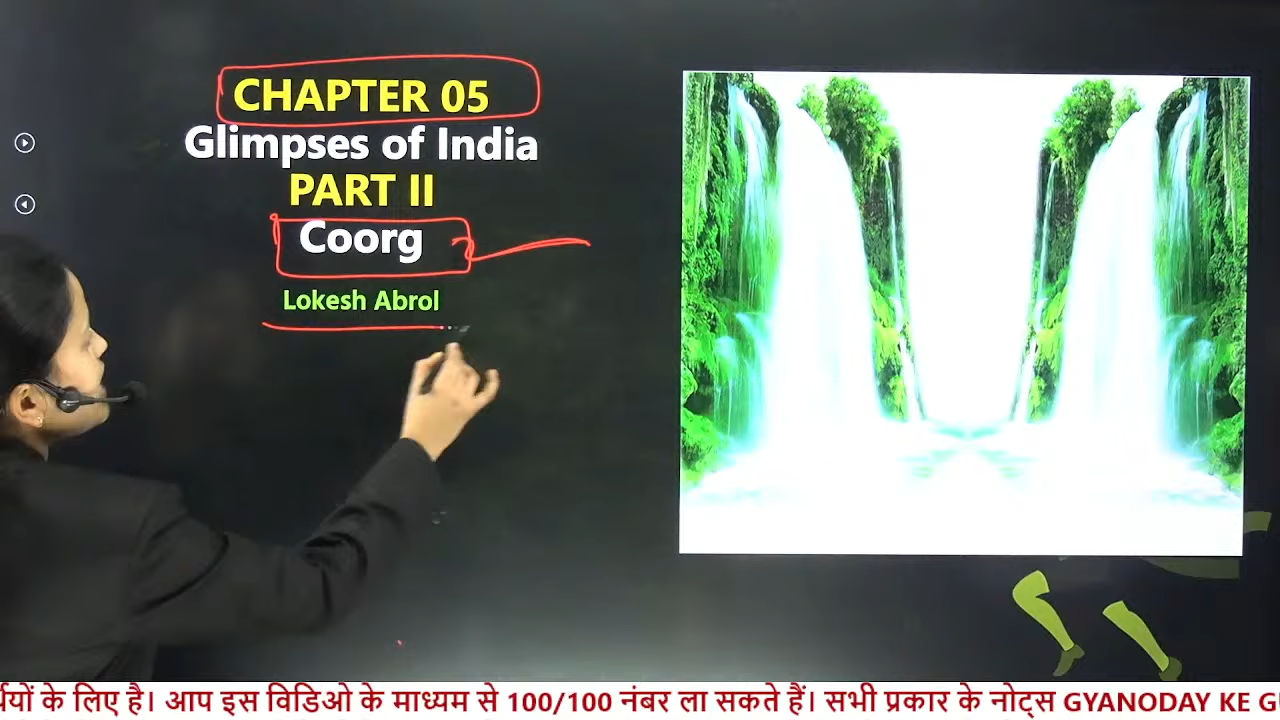 CHAPTER 05
Glimpses of India
PART II
Coorg
Lokesh Abrol
के लिए है। आप इस विडिओ के माध्यम से 100/100 नंबर ला सकते हैं। सभी प्रकार के नोट्स GYANODAY KE